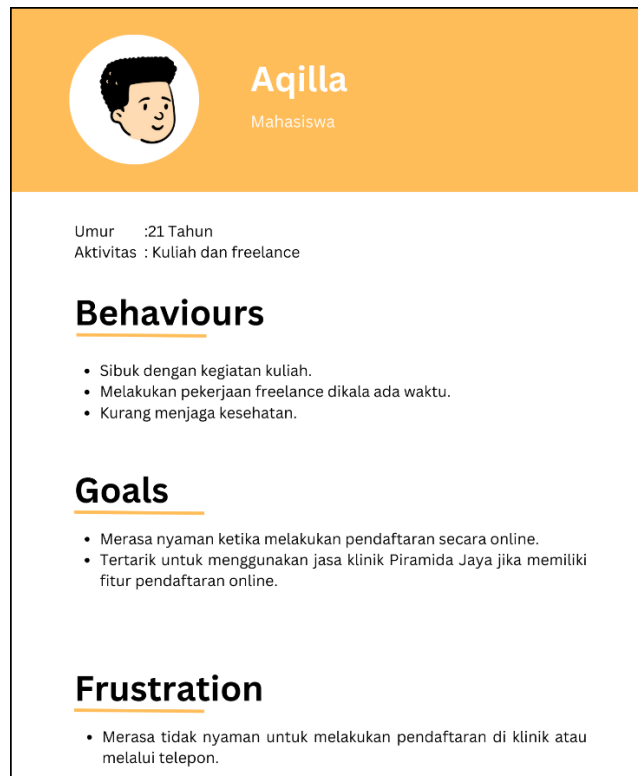 Aqilla
Mahasiswa
Umur :21 Tahun
Aktivitas : Kuliah dan freelance
Behaviours
• Sibuk dengan kegiatan kuliah.
• Melakukan pekerjaan freelance dikala ada waktu.
• Kurang menjaga kesehatan.
Goals
• Merasa nyaman ketika melakukan pendaftaran secara online.
• Tertarik untuk menggunakan jasa klinik Piramida Jaya jika memiliki
fitur pendaftaran online.
Frustration
• Merasa tidak nyaman untuk melakukan pendaftaran di klinik atau
melalui telepon.